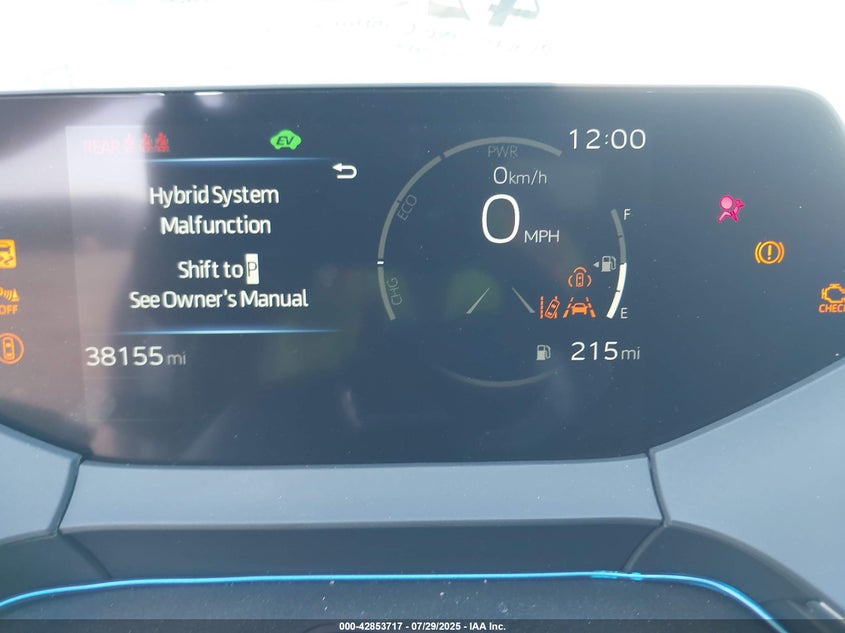 REAR
EV
12:00
PWR
0 km/h
Hybrid System
Malfunction
ECO
0 MPH
F
Shift to P
See Owner's Manual
CHG
E
OFF
CHECK
38155 mi
215 mi
000-42853717 - 07/29/2025 - IAA Inc.